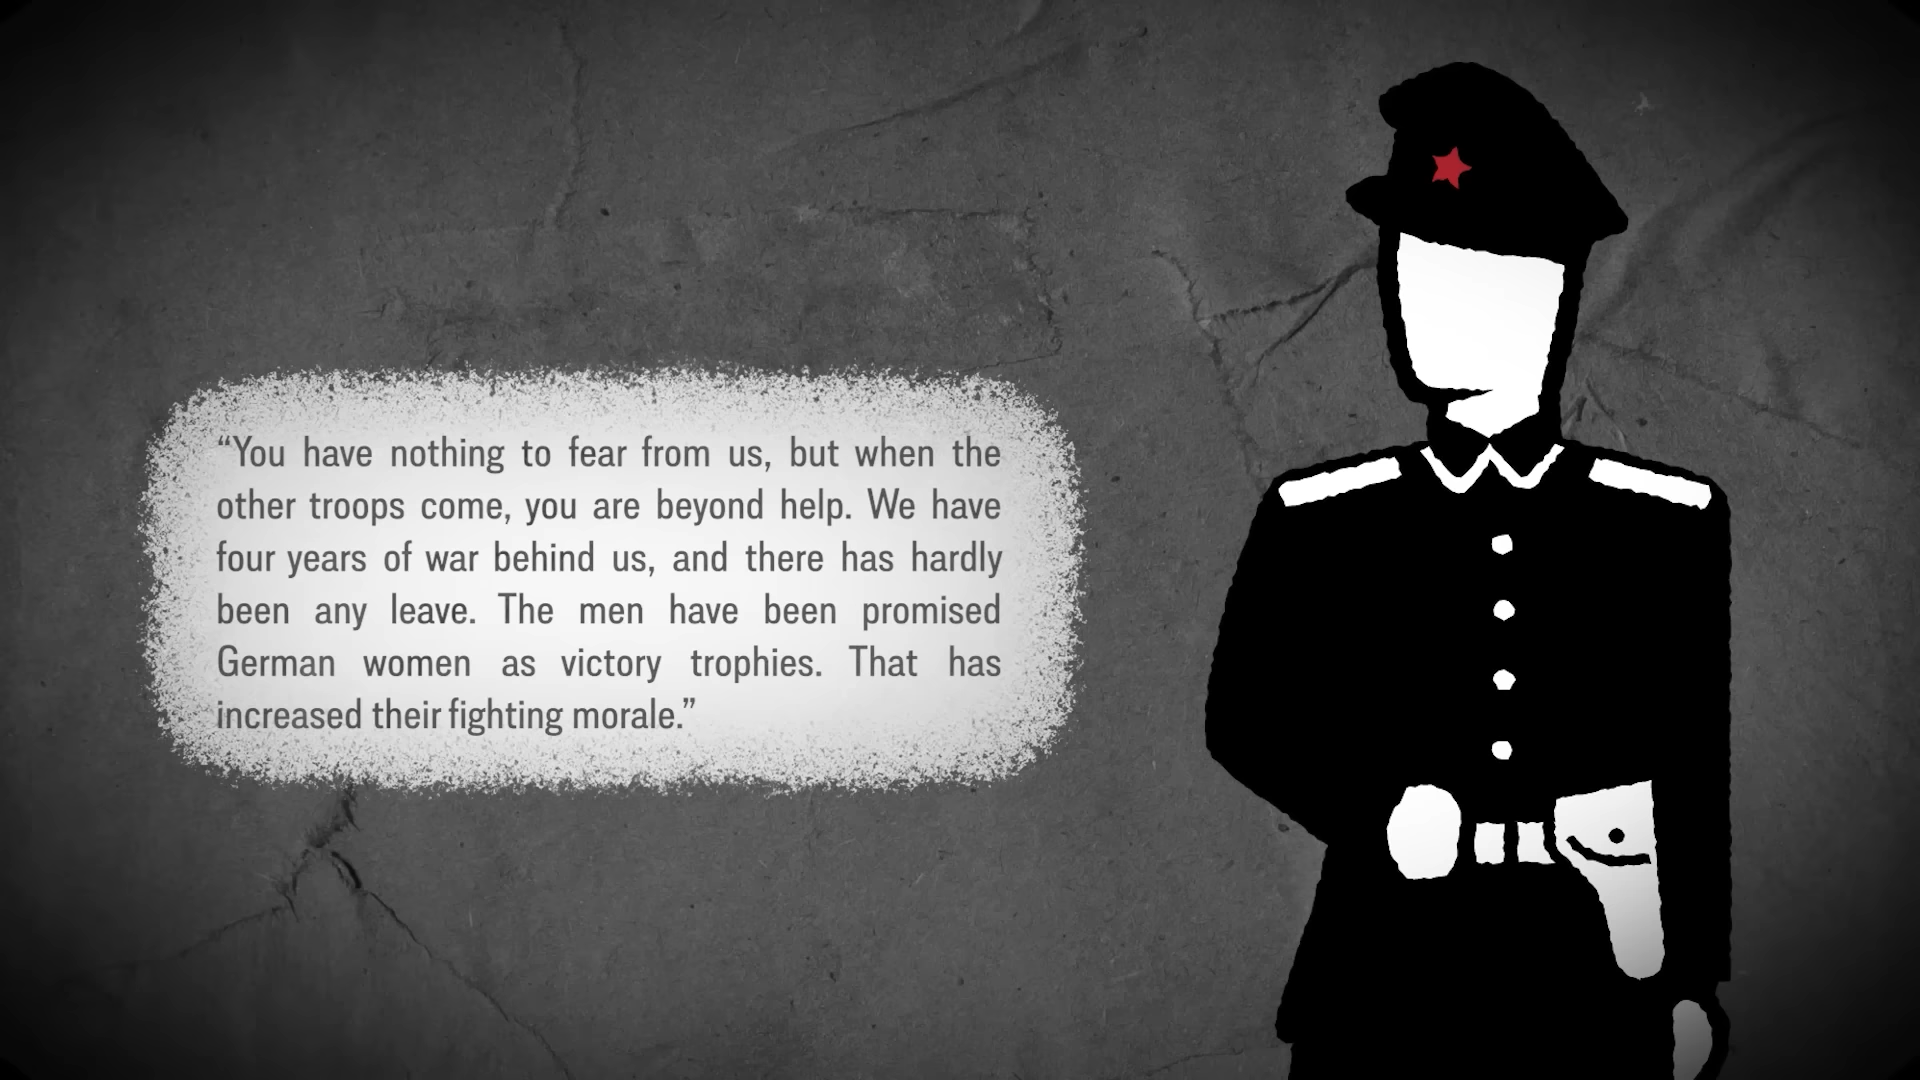 “You have nothing to fear from us, but when the
other troops come, you are beyond help. We have
four years of war behind us, and there has hardly
been any leave. The men have been promised
German women as victory trophies. That has
increased their fighting morale.”